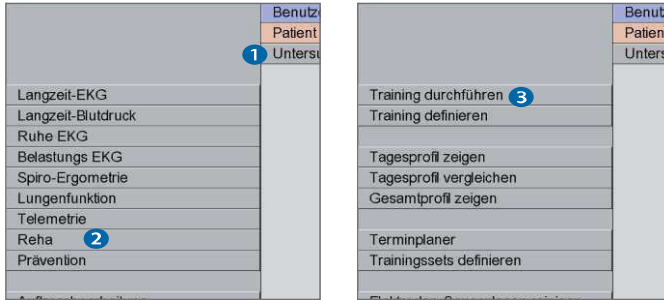 Benutz
Patient
1 Untersu
Langzeit-EKG
Langzeit-Blutdruck
Ruhe EKG
Belastungs EKG
Spiro-Ergometrie
Lungenfunktion
Telemetrie
Reha 2
Prävention
Benut
Patien
Unters
Training durchführen 3
Training definieren
Tagesprofil zeigen
Tagesprofil vergleichen
Gesamtprofil zeigen
Terminplaner
Trainingssets definieren